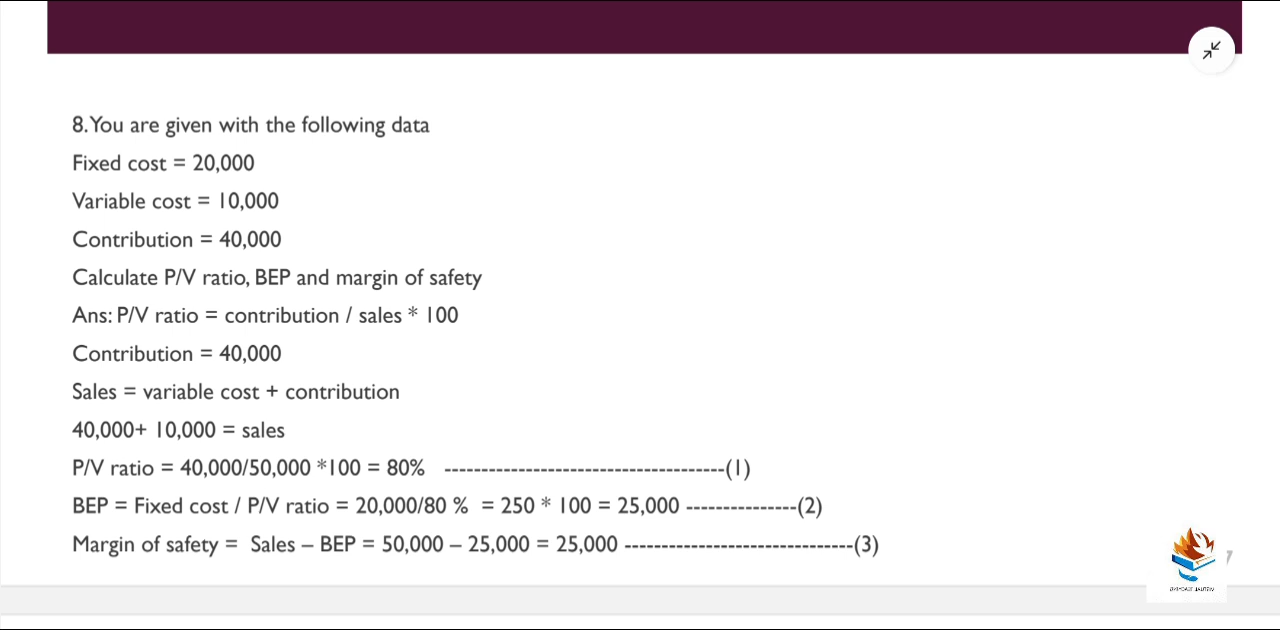 8.You are given with the following data
Fixed cost = 20,000
Variable cost = 10,000
Contribution = 40,000
Calculate P/V ratio, BEP and margin of safety
Ans: P/V ratio = contribution / sales * 100
Contribution = 40,000
Sales = variable cost + contribution
40,000+ 10,000 = sales
P/V ratio = 40,000/50,000 *100 = 80% --------------------------------------(1)
BEP = Fixed cost / P/V ratio = 20,000/80 % = 250 * 100 = 25,000 ---------------(2)
Margin of safety = Sales – BEP = 50,000 – 25,000 = 25,000 -------------------------------(3)
7